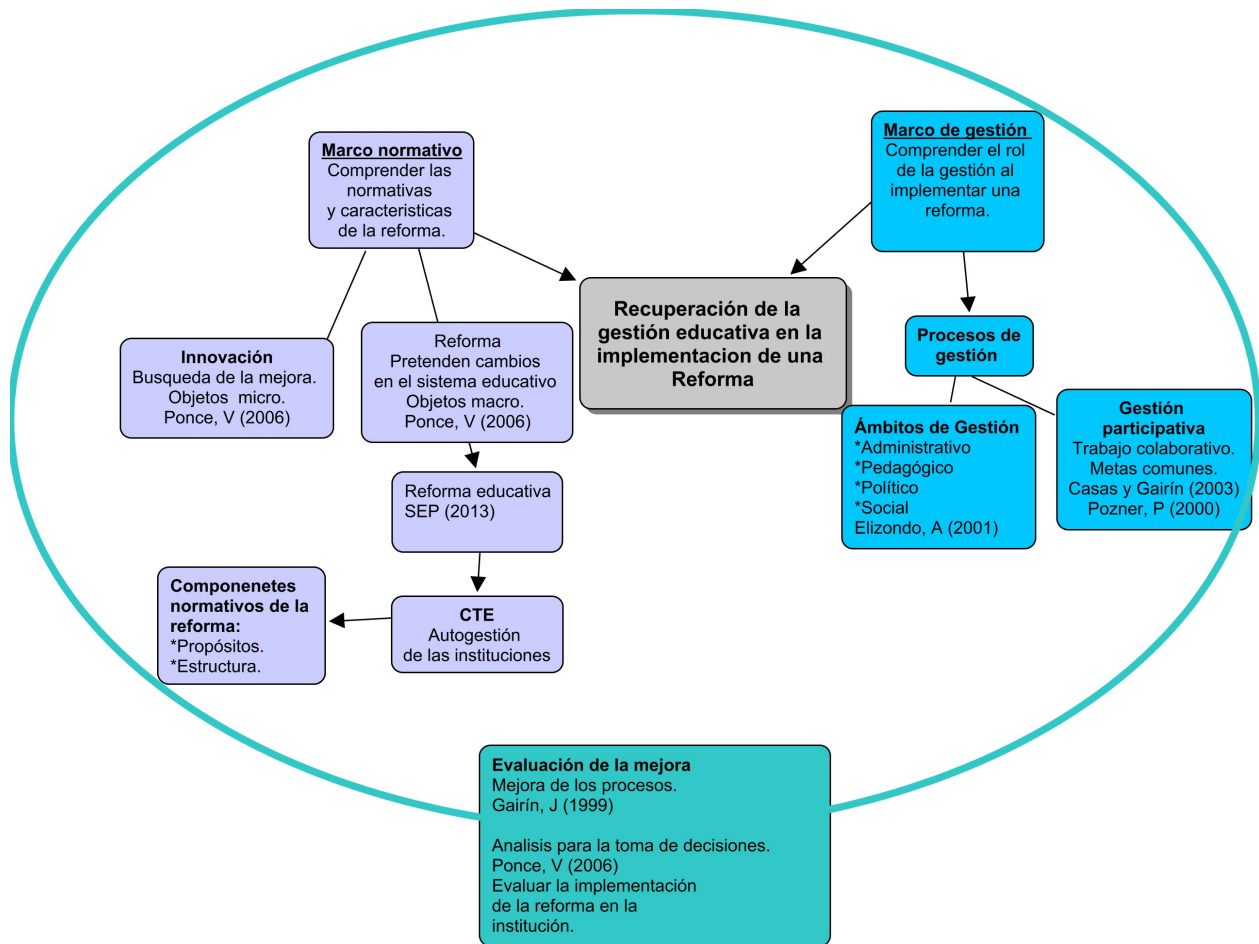 Marco normativo
Comprender las
normativas
y caracteristicas
de la reforma.
Marco de gestión
Comprender el rol
de la gestión al
implementar una
reforma.
Recuperación de la
gestión educativa en la
implementacion de una
Reforma
Innovación
Busqueda de la mejora.
Objetos micro.
Ponce, V (2006)
Reforma
Pretenden cambios
en el sistema educativo
Objetos macro.
Ponce, V (2006)
Procesos de
gestión
Ámbitos de Gestión
*Administrativo
*Pedagógico
*Político
*Social
Elizondo, A (2001)
Gestión
participativa
Trabajo colaborativo.
Metas comunes.
Casas y Gairín (2003)
Pozner, P (2000)
Reforma educativa
SEP (2013)
Componenetes
normativos de la
reforma:
*Propósitos.
*Estructura.
CTE
Autogestión
de las instituciones
Evaluación de la mejora
Mejora de los procesos.
Gairín, J (1999)
Analisis para la toma de decisiones.
Ponce, V (2006)
Evaluar la implementación
de la reforma en la
institución.